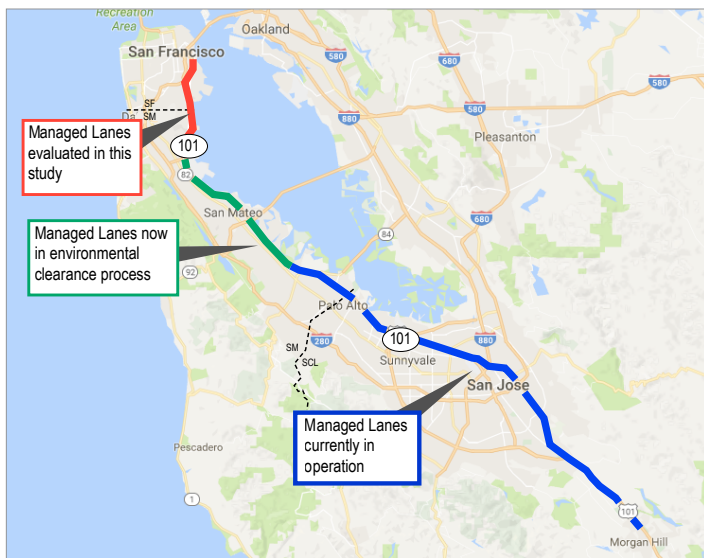 Recreation
Area
Oakland
San Francisco
580
680
580
SF
SM
Da
Managed Lanes
evaluated in this
study
880
Pleasanton
101
82
San Mateo
680
84
Managed Lanes now
in environmental
clearance process
92
Palo Alto
101
280
880
SM
Sunnyvale
SCL
San Jose
Managed Lanes
currently in
operation
Pescadero
1
101
Morgan Hill